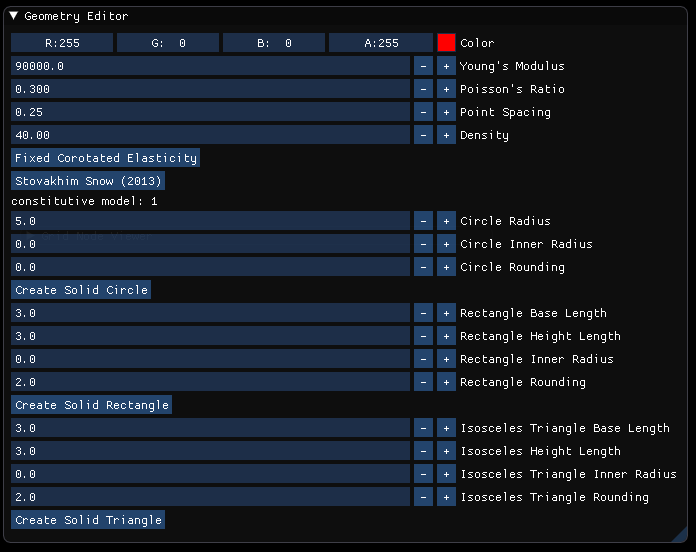 Geometry Editor
R:255 G: 0 B: 0 A:255 Color
90000.0 - + Young's Modulus
0.300 - + Poisson's Ratio
0.25 - + Point Spacing
40.00 - + Density
Fixed Corotated Elasticity
Stovakhim Snow (2013)
constitutive model: 1
5.0 - + Circle Radius
0.0 - + Circle Inner Radius
0.0 - + Circle Rounding
Create Solid Circle
3.0 - + Rectangle Base Length
3.0 - + Rectangle Height Length
0.0 - + Rectangle Inner Radius
2.0 - + Rectangle Rounding
Create Solid Rectangle
3.0 - + Isosceles Triangle Base Length
3.0 - + Isosceles Height Length
0.0 - + Isosceles Triangle Inner Radius
2.0 - + Isosceles Triangle Rounding
Create Solid Triangle